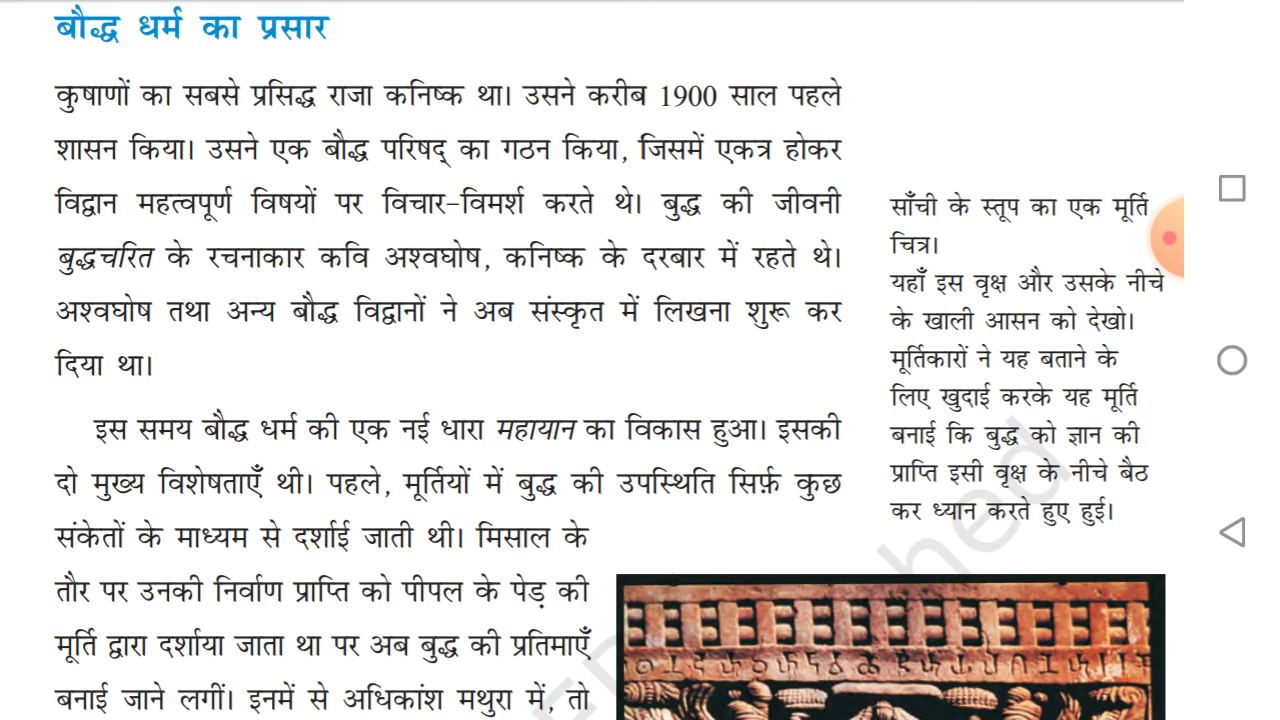 बौद्ध धर्म का प्रसार
कुषाणों का सबसे प्रसिद्ध राजा कनिष्क था। उसने करीब 1900 साल पहले
शासन किया। उसने एक बौद्ध परिषद् का गठन किया, जिसमें एकत्र होकर
विद्वान महत्वपूर्ण विषयों पर विचार-विमर्श करते थे। बुद्ध की जीवनी
बुद्धचरित के रचनाकार कवि अश्वघोष, कनिष्क के दरबार में रहते थे।
अश्वघोष तथा अन्य बौद्ध विद्वानों ने अब संस्कृत में लिखना शुरू कर
दिया था।
इस समय बौद्ध धर्म की एक नई धारा महायान का विकास हुआ। इसकी
दो मुख्य विशेषताएँ थी। पहले, मूर्तियों में बुद्ध की उपस्थिति सिर्फ़ कुछ
संकेतों के माध्यम से दर्शाई जाती थी। मिसाल के
तौर पर उनकी निर्वाण प्राप्ति को पीपल के पेड़ की
मूर्ति द्वारा दर्शाया जाता था पर अब बुद्ध की प्रतिमाएँ
बनाई जाने लगीं। इनमें से अधिकांश मथुरा में, तो
साँची के स्तूप का एक मूर्ति
चित्र।
यहाँ इस वृक्ष और उसके नीचे
के खाली आसन को देखो।
मूर्तिकारों ने यह बताने के
लिए खुदाई करके यह मूर्ति
बनाई कि बुद्ध को ज्ञान की
प्राप्ति इसी वृक्ष के नीचे बैठ
कर ध्यान करते हुए हुई।